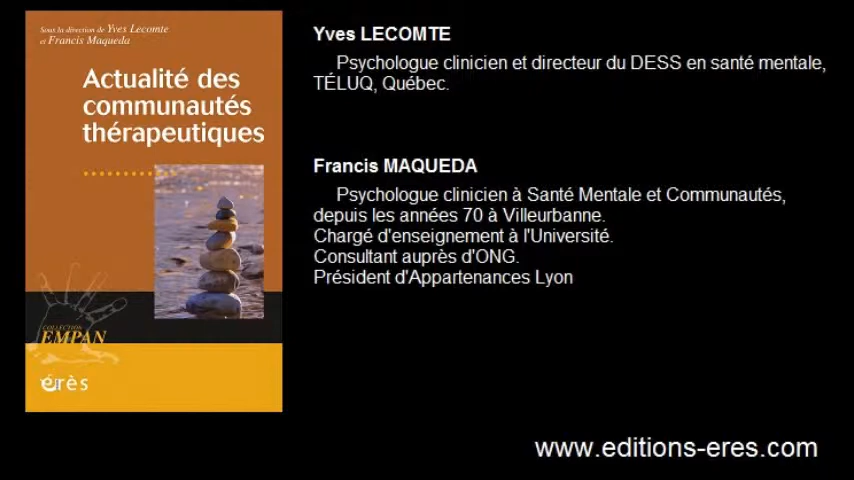 Sous la direction de Yves Lecomte
et Francis Maqueda
Actualité des
communautés
thérapeutiques
COLLECTION
EMPAN
érès
Yves LECOMTE
Psychologue clinicien et directeur du DESS en santé mentale,
TÉLUQ, Québec.
Francis MAQUEDA
Psychologue clinicien à Santé Mentale et Communautés,
depuis les années 70 à Villeurbanne.
Chargé d'enseignement à l'Université.
Consultant auprès d'ONG.
Président d'Appartenances Lyon
www.editions-eres.com